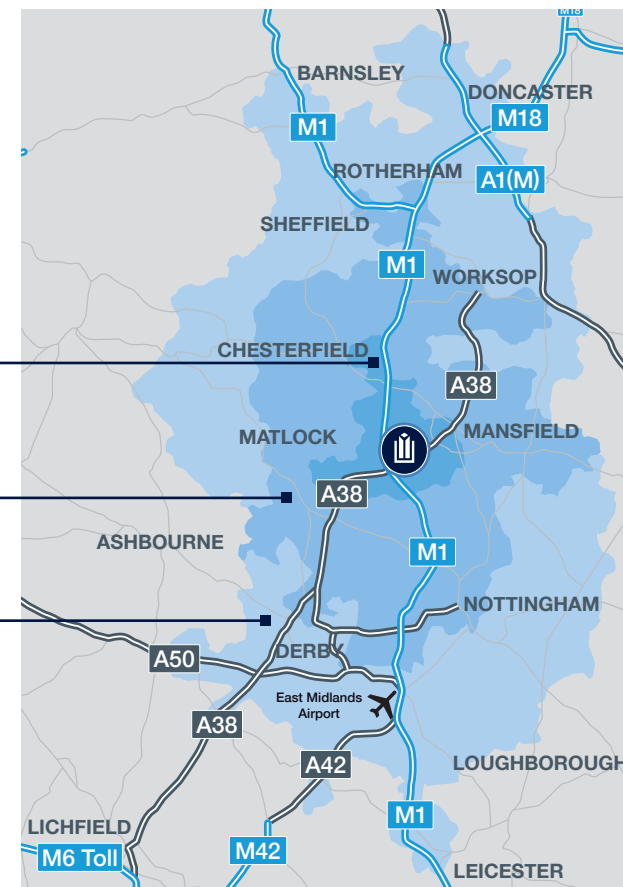 M18
BARNSLEY
DONCASTER
M1
M18
ROTHERHAM
A1(M)
SHEFFIELD
M1
WORKSOP
CHESTERFIELD
A38
MATLOCK
MANSFIELD
A38
ASHBOURNE
M1
NOTTINGHAM
DERBY
A50
East Midlands
Airport
A38
A42
LOUGHBOROUGH
M1
LICHFIELD
M6 Toll
M42
LEICESTER